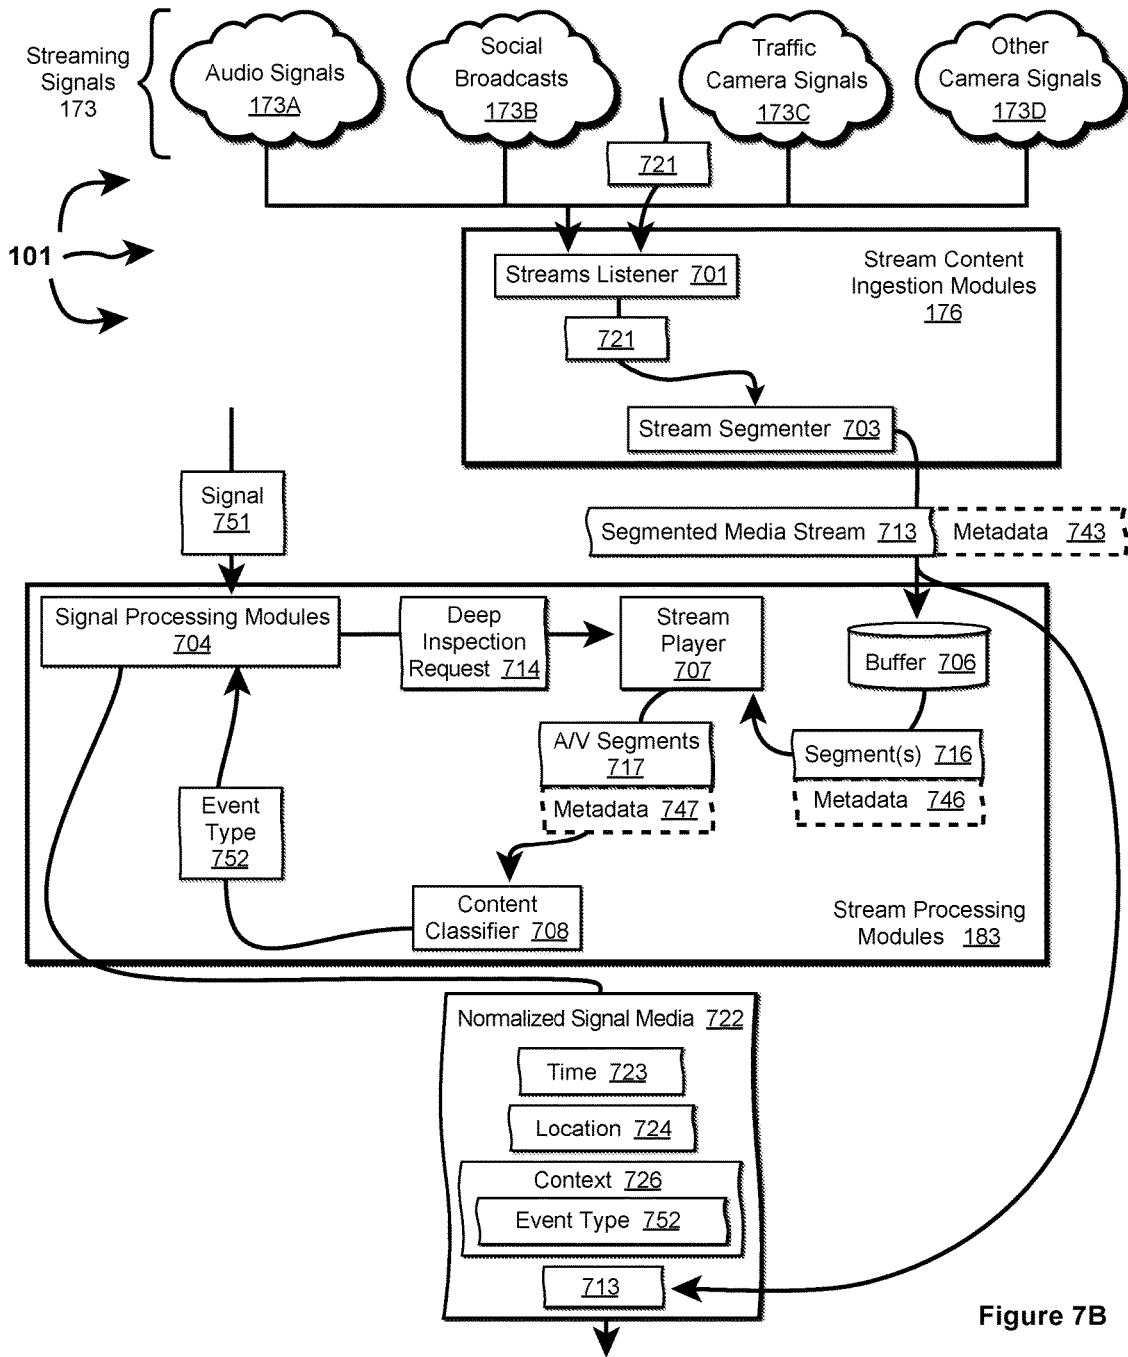 Streaming
Signals
173
Audio Signals
173A
Social
Broadcasts
173B
Traffic
Camera Signals
173C
Other
Camera Signals
173D
721
101
Streams Listener 701
Stream Content
Ingestion Modules
176
721
Stream Segmenter 703
Signal
751
Segmented Media Stream 713
Metadata 743
Signal Processing Modules
704
Deep
Inspection
Request 714
Stream
Player
707
Buffer 706
A/V Segments
717
Metadata 747
Segment(s) 716
Metadata 746
Event
Type
752
Content
Classifier 708
Stream Processing
Modules 183
Normalized Signal Media 722
Time 723
Location 724
Context 726
Event Type 752
713
Figure 7B